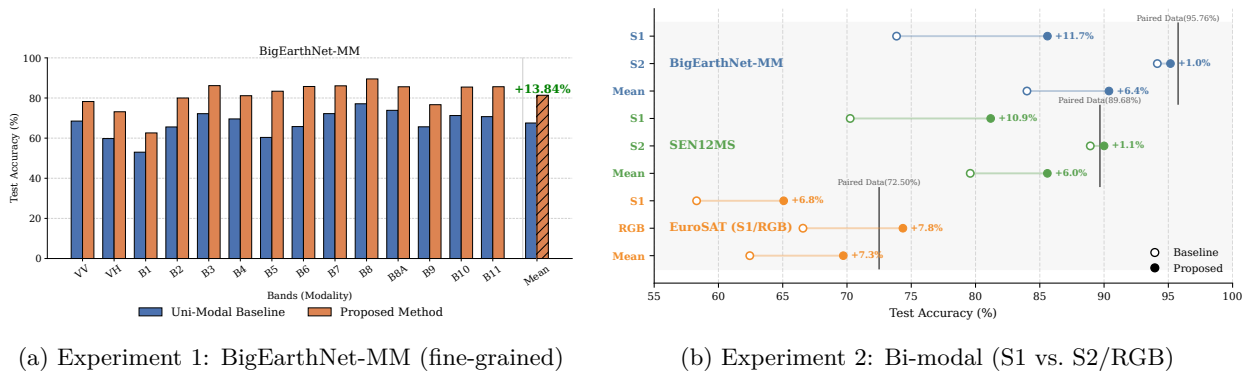 BigEarthNet-MM
100
80
60
40
20
0
Test Accuracy (%)
+13.84%
VV VH B1 B2 B3 B4 B5 B6 B7 B8 B8A B9 B10 B11 Mean
Bands (Modality)
Uni-Modal Baseline Proposed Method
(a) Experiment 1: BigEarthNet-MM (fine-grained)
Paired Data(95.76%)
S1 +11.7%
S2 BigEarthNet-MM +1.0%
Mean +6.4%
Paired Data(89.68%)
S1 +10.9%
S2 SEN12MS +1.1%
Mean +6.0%
Paired Data(72.50%)
S1 +6.8%
RGB EuroSAT (S1/RGB) +7.8%
Mean +7.3%
Baseline
Proposed
55 60 65 70 75 80 85 90 95 100
Test Accuracy (%)
(b) Experiment 2: Bi-modal (S1 vs. S2/RGB)